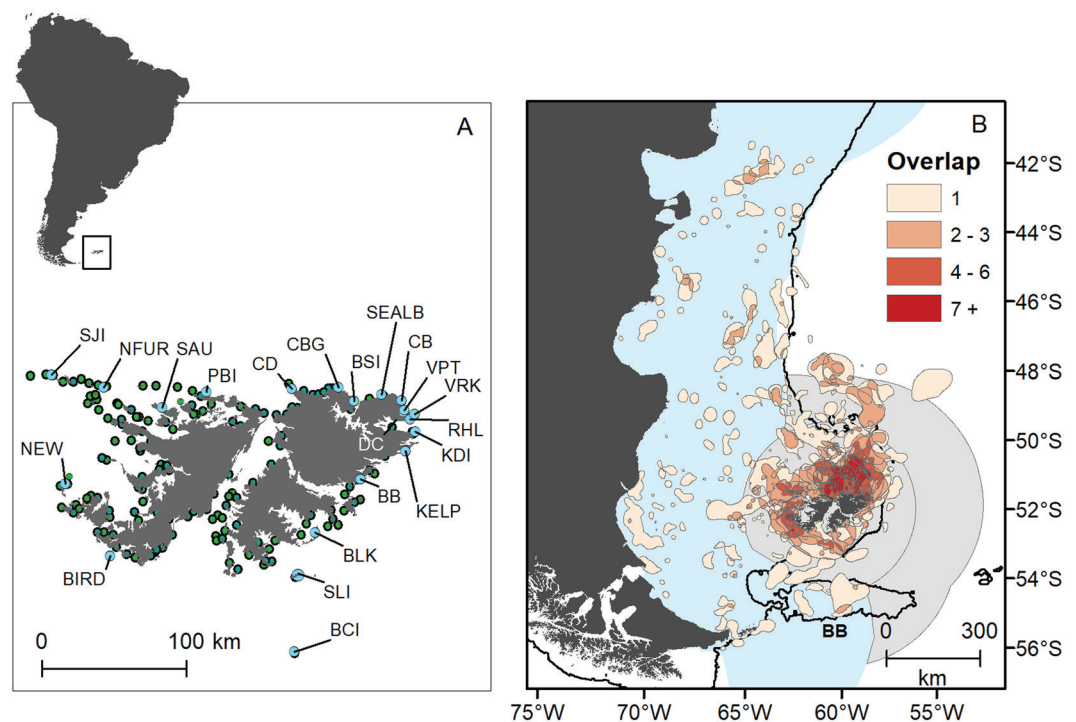 A
SEALB
CBG
CB
SJI
NFUR
SAU
CD
BSI
VPT
PBI
VRK
RHL
DC
KDI
NEW
BB
KELP
BLK
BIRD
SLI
0 100 km
BCI
B
Overlap
1
2 - 3
4 - 6
7 +
42°S
44°S
46°S
48°S
50°S
52°S
54°S
56°S
BB
0 300
km
75°W 70°W 65°W 60°W 55°W